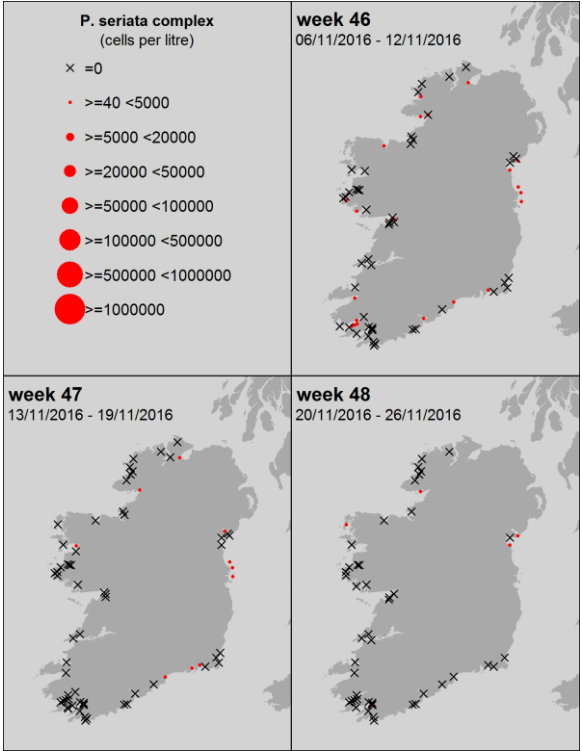 P. seriata complex
(cells per litre)
=0
>=40 <5000
>=5000 <20000
>=20000 <50000
>=50000 <100000
>=100000 <500000
>=500000 <1000000
>=1000000
week 46
06/11/2016 - 12/11/2016
week 47
13/11/2016 - 19/11/2016
week 48
20/11/2016 - 26/11/2016